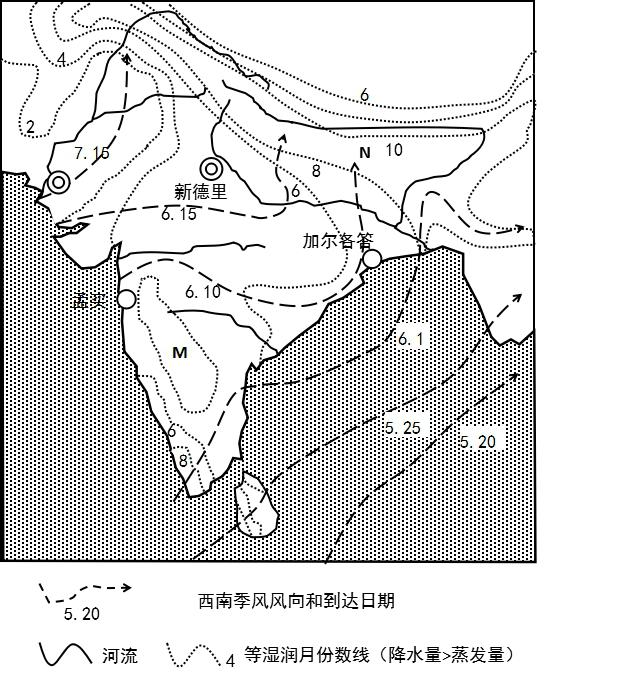 6
4
2
7.15
N 10
8
新德里
6
6.15
加尔各答
6.10
孟买
6.1
M
6
5.25
5.20
8
5.20
西南季风风向和到达日期
河流
4 等湿润月份数线（降水量>蒸发量）